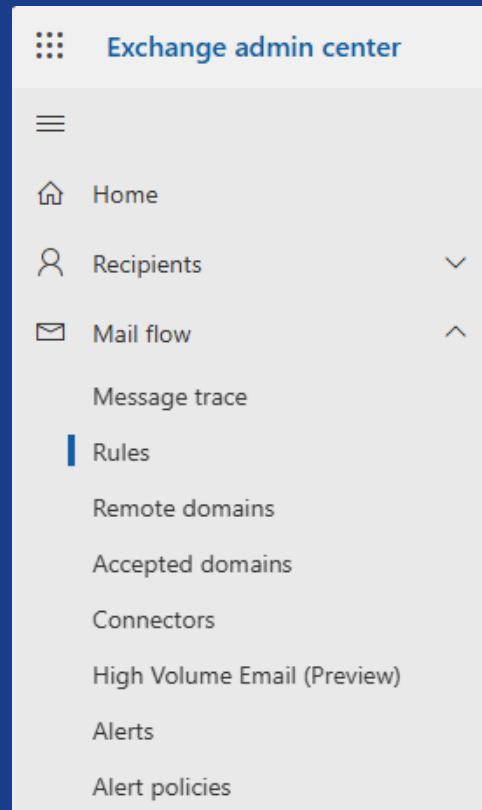 Exchange admin center
Home
Recipients
Mail flow
Message trace
Rules
Remote domains
Accepted domains
Connectors
High Volume Email (Preview)
Alerts
Alert policies